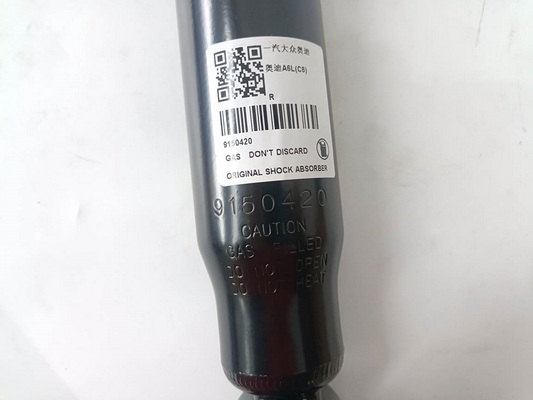 一汽大众奥迪
奥迪A6L(C6)
R
9150420
GAS DON'T DISCARD
ORIGINAL SHOCK ABSORBER
9150420
CAUTION
GAS FILLED
DO NOT OPEN
DO NOT HEAT